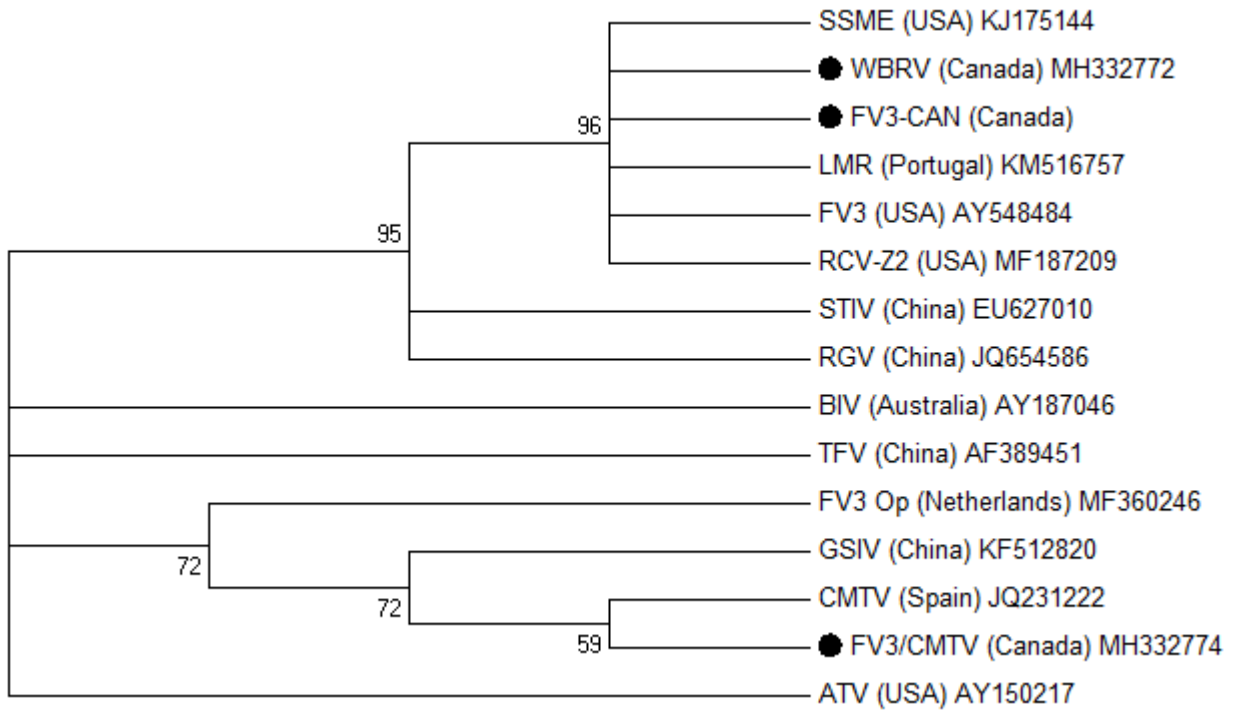 SSME (USA) KJ175144
WBRV (Canada) MH332772
96
FV3-CAN (Canada)
LMR (Portugal) KM516757
FV3 (USA) AY548484
95
RCV-Z2 (USA) MF187209
STIV (China) EU627010
RGV (China) JQ654586
BIV (Australia) AY187046
TFV (China) AF389451
FV3 Op (Netherlands) MF360246
72
GSIV (China) KF512820
72
CMTV (Spain) JQ231222
59
FV3/CMTV (Canada) MH332774
ATV (USA) AY150217